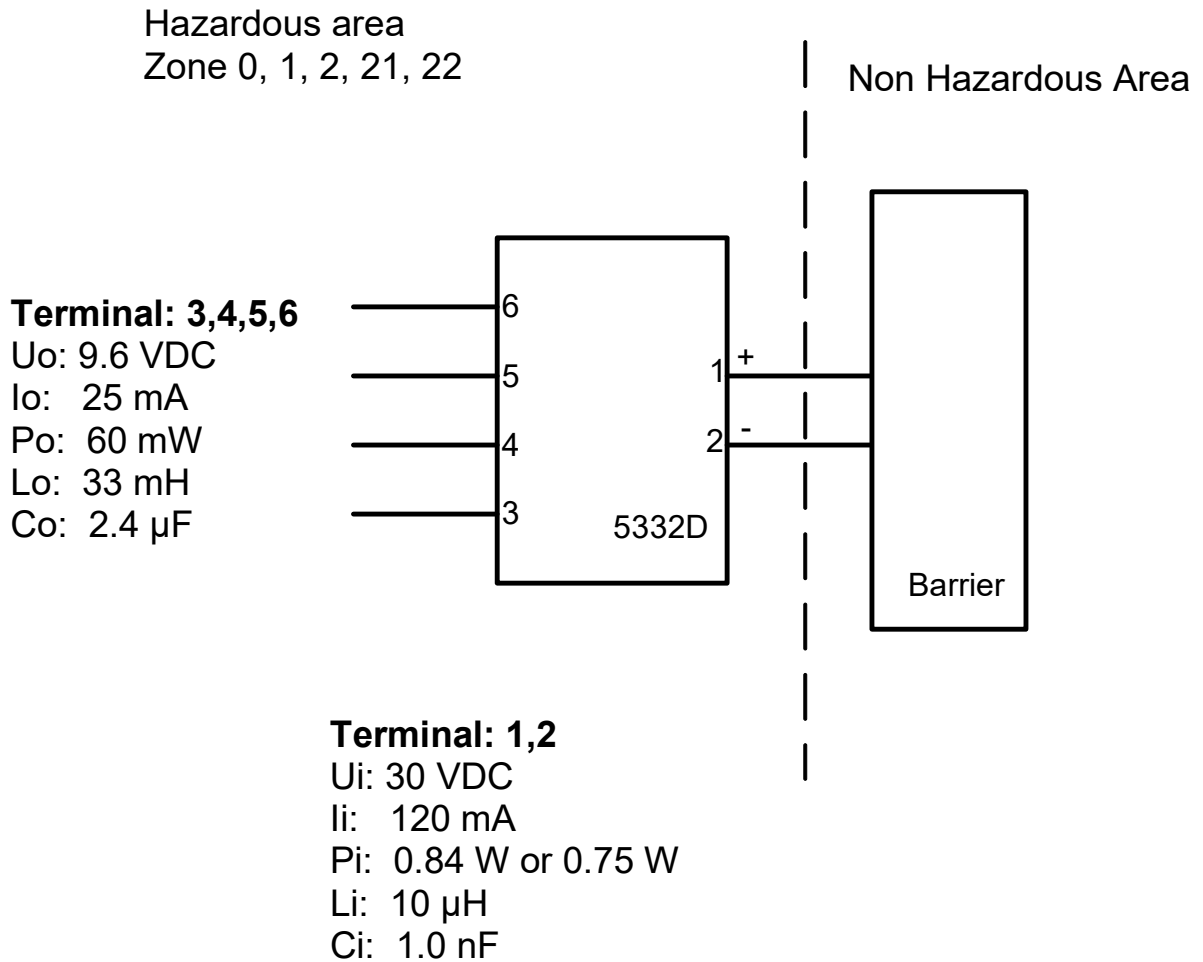 Hazardous area
Zone 0, 1, 2, 21, 22
Non Hazardous Area
Terminal: 3,4,5,6
Uo: 9.6 VDC
Io: 25 mA
Po: 60 mW
Lo: 33 mH
Co: 2.4 µF
6
5
4
3
1 +
2 -
5332D
Barrier
Terminal: 1,2
Ui: 30 VDC
Ii: 120 mA
Pi: 0.84 W or 0.75 W
Li: 10 µH
Ci: 1.0 nF